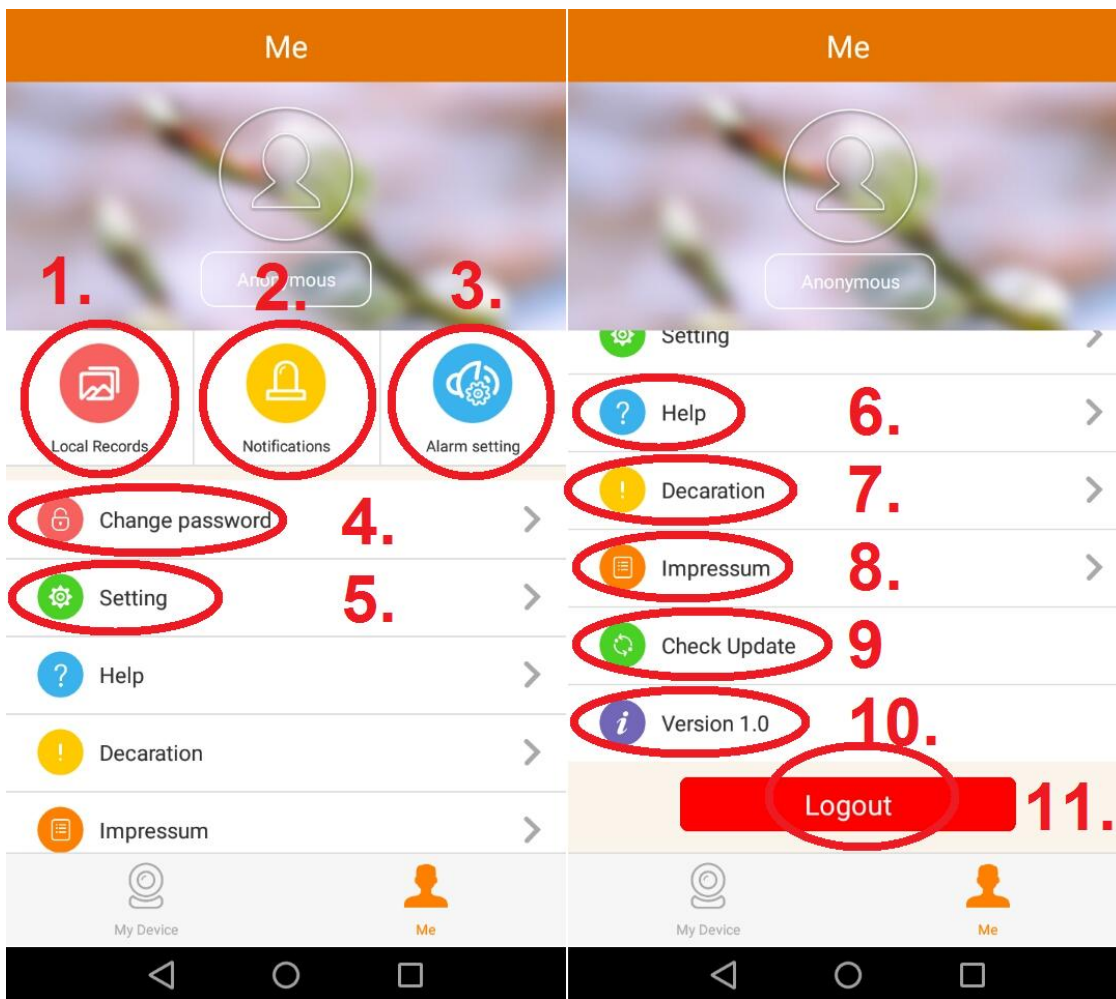 Me
Anonymous
1. 2. 3.
Local Records Notifications Alarm setting
Change password 4.
Setting 5.
Help
Decaration
Impressum
My Device Me
Me
Anonymous
Setting
Help 6.
Decaration 7.
Impressum 8.
Check Update 9
Version 1.0 10.
Logout 11.
My Device Me